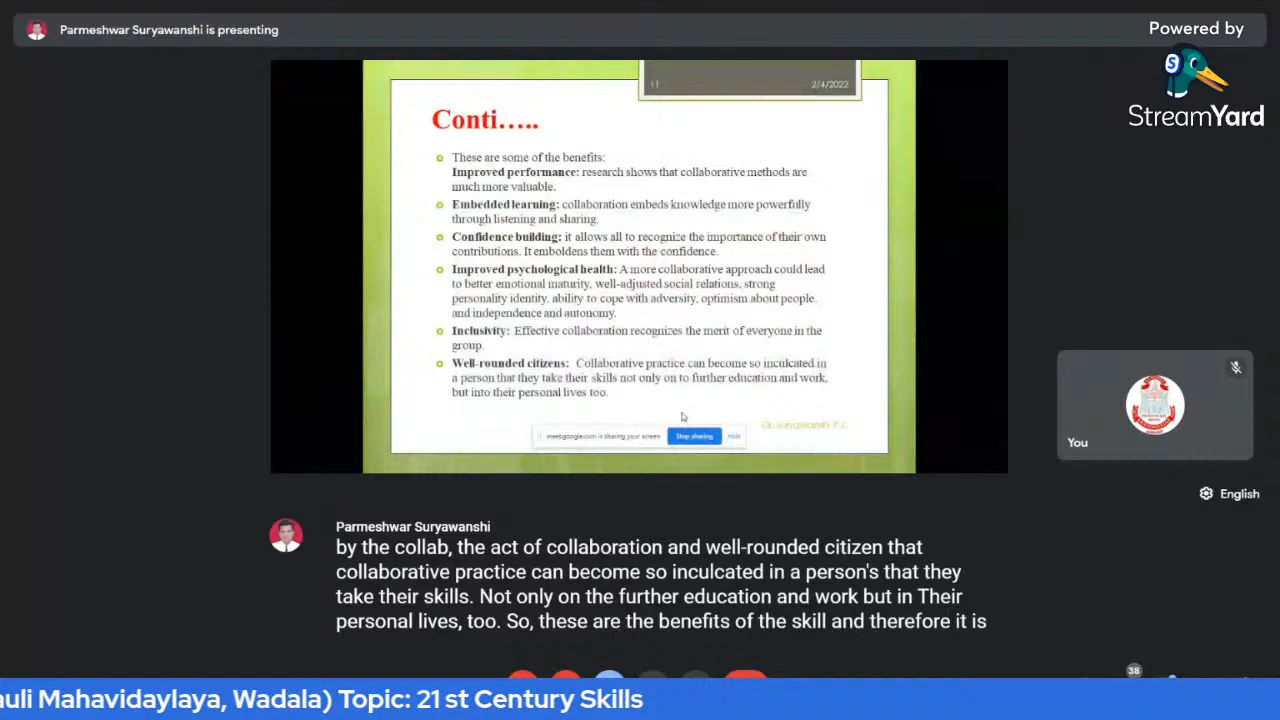 Parmeshwar Suryawanshi is presenting
Powered by
StreamYard
11 2/4/2022
Conti…..
These are some of the benefits:
Improved performance: research shows that collaborative methods are
much more valuable.
Embedded learning: collaboration embeds knowledge more powerfully
through listening and sharing.
Confidence building: it allows all to recognize the importance of their own
contributions. It emboldens them with the confidence.
Improved psychological health: A more collaborative approach could lead
to better emotional maturity, well-adjusted social relations, strong
personality identity, ability to cope with adversity, optimism about people.
and independence and autonomy.
Inclusivity: Effective collaboration recognizes the merit of everyone in the
group.
Well-rounded citizens: Collaborative practice can become so inculcated in
a person that they take their skills not only on to further education and work,
but into their personal lives too.
meet.google.com is sharing your screen. Stop sharing Hide
You
English
Parmeshwar Suryawanshi
by the collab, the act of collaboration and well-rounded citizen that
collaborative practice can become so inculcated in a person's that they
take their skills. Not only on the further education and work but in Their
personal lives, too. So, these are the benefits of the skill and therefore it is
38
auli Mahavidaylaya, Wadala) Topic: 21 st Century Skills